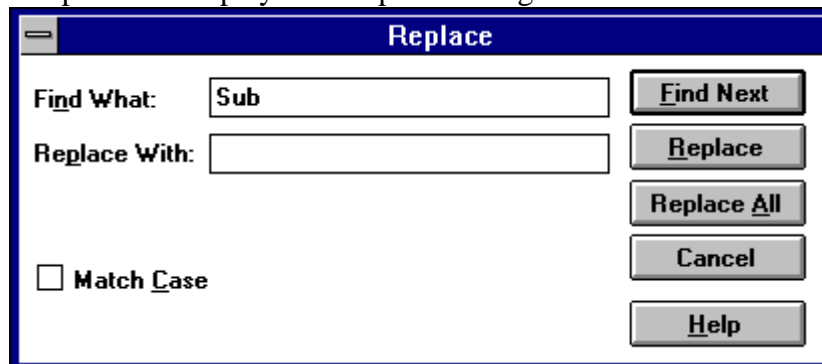 Replace
Find What: Sub
Find Next
Replace With:
Replace
Replace All
Match Case
Cancel
Help